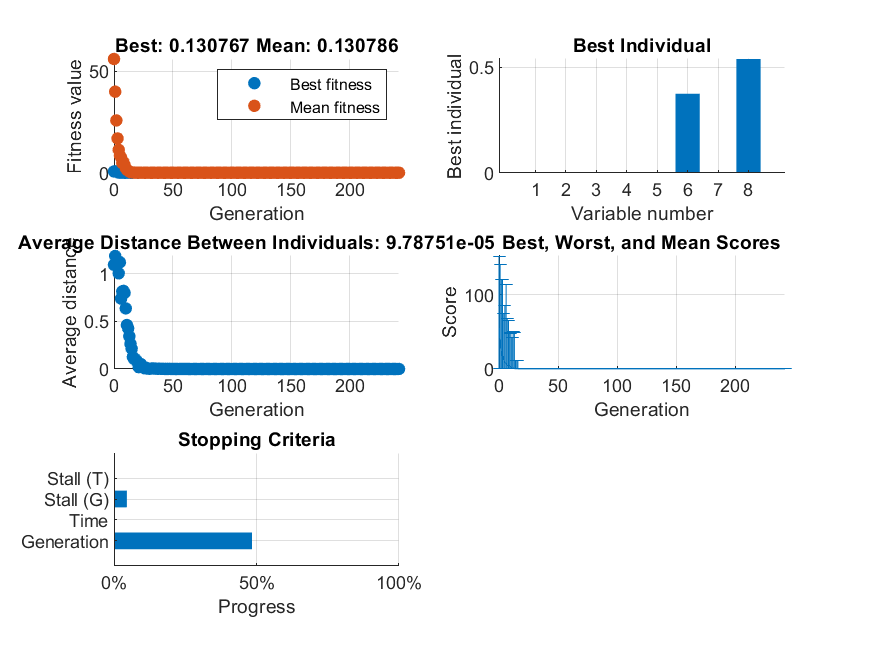 Best: 0.130767 Mean: 0.130786
Fitness value
50
0
Best fitness
Mean fitness
0 50 100 150 200
Generation
Best Individual
Best individual
0.5
0
1 2 3 4 5 6 7 8
Variable number
Average Distance Between Individuals: 9.78751e-05
Average distance
1
0.5
0
0 50 100 150 200
Generation
Best, Worst, and Mean Scores
Score
100
0
0 50 100 150 200
Generation
Stopping Criteria
Stall (T)
Stall (G)
Time
Generation
0% 50% 100%
Progress